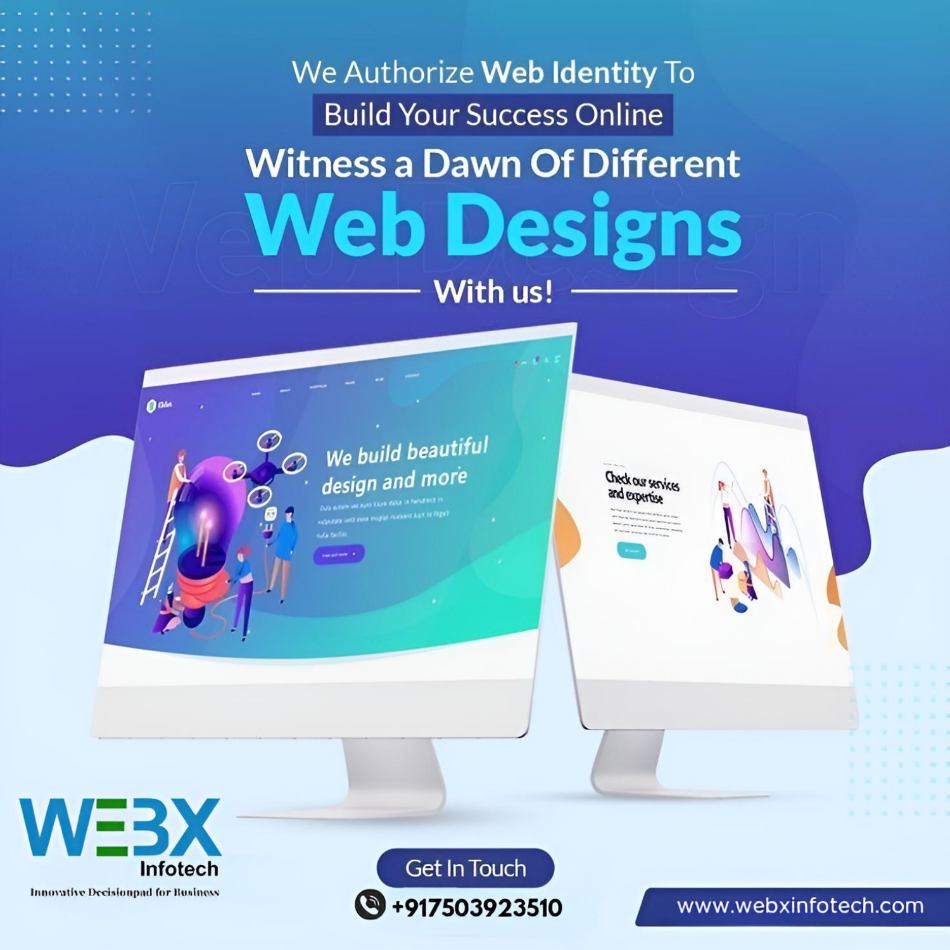 We Authorize Web Identity To
Build Your Success Online
Witness a Dawn Of Different
Web Designs
With us!
Web Design
We build beautiful
design and more
Check our services
and expertise
WEBX
Infotech
Innovative Decisionpad for Business
Get In Touch
+917503923510
www.webxinfotech.com